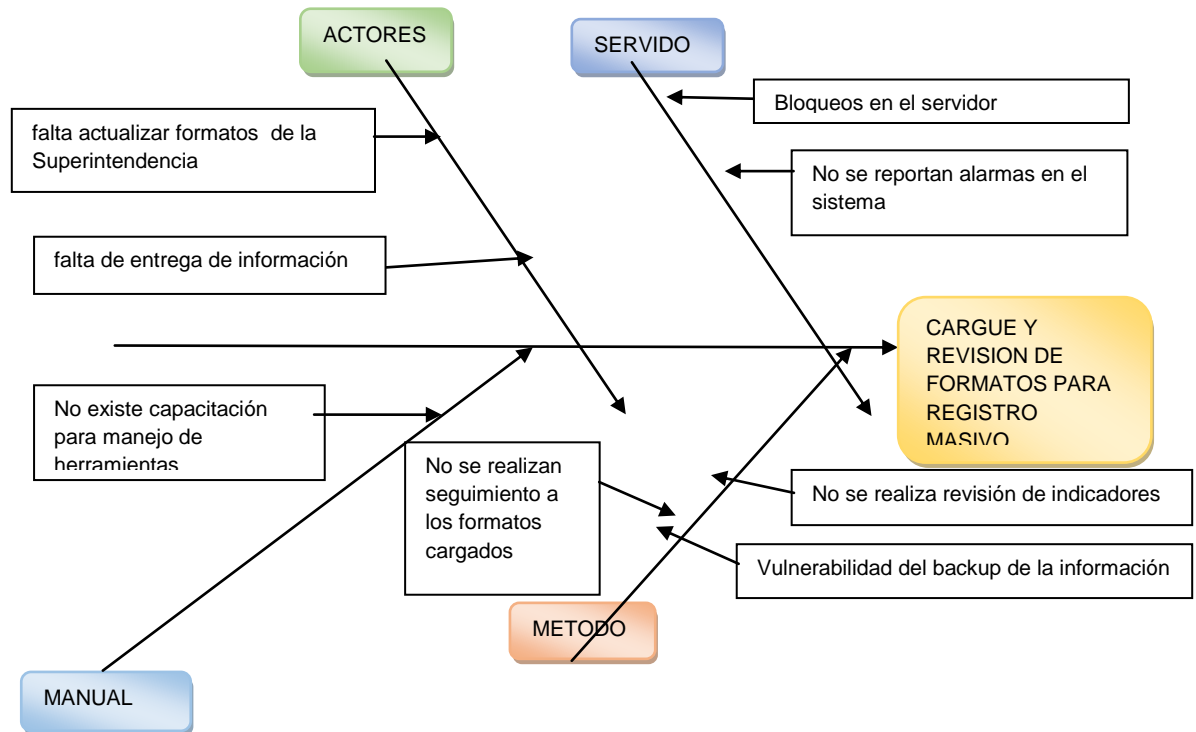 ACTORES
SERVIDO
Bloqueos en el servidor
falta actualizar formatos de la
Superintendencia
No se reportan alarmas en el
sistema
falta de entrega de información
CARGUE Y
REVISION DE
FORMATOS PARA
REGISTRO
MASIVO
No existe capacitación
para manejo de
herramientas
No se realizan
seguimiento a
los formatos
cargados
No se realiza revisión de indicadores
Vulnerabilidad del backup de la información
METODO
MANUAL